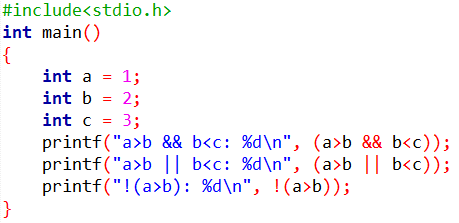 #include<stdio.h>
int main()
{
    int a = 1;
    int b = 2;
    int c = 3;
    printf("a>b && b<c: %d\n", (a>b && b<c));
    printf("a>b || b<c: %d\n", (a>b || b<c));
    printf("!(a>b): %d\n", !(a>b));
}